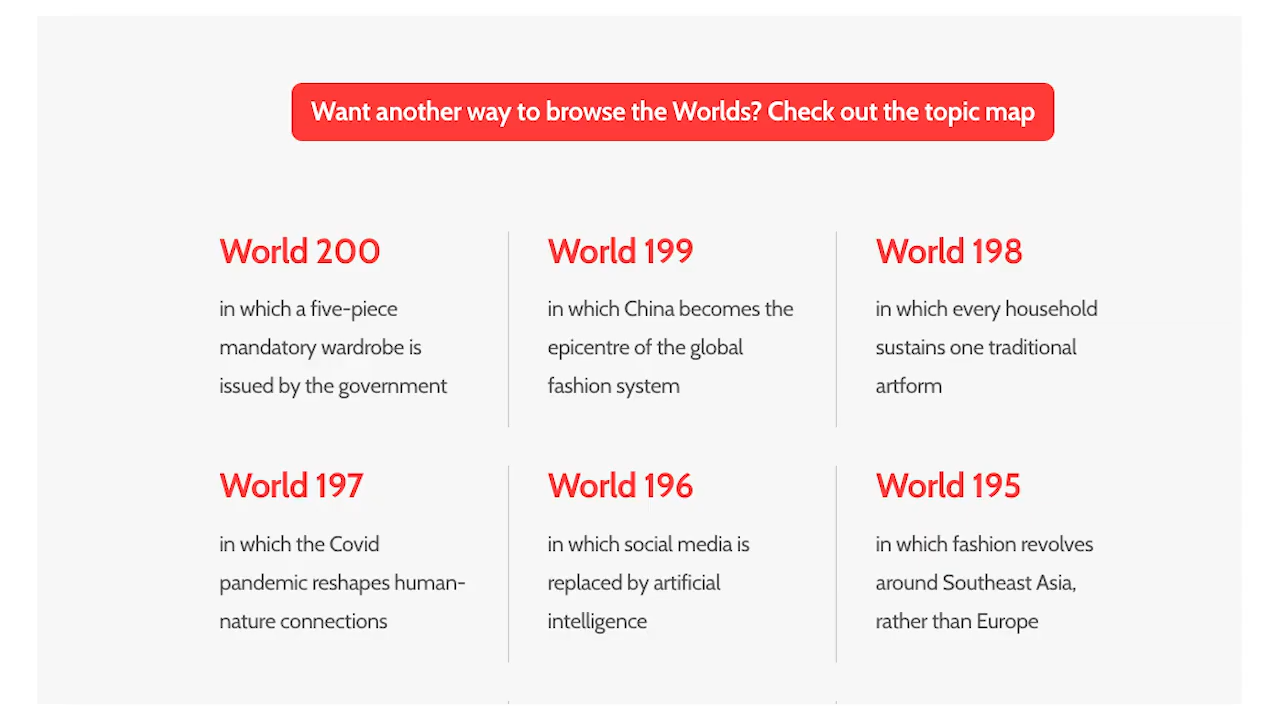 Want another way to browse the Worlds? Check out the topic map
World 200
in which a five-piece
mandatory wardrobe is
issued by the government
World 199
in which China becomes the
epicentre of the global
fashion system
World 198
in which every household
sustains one traditional
artform
World 197
in which the Covid
pandemic reshapes human-
nature connections
World 196
in which social media is
replaced by artificial
intelligence
World 195
in which fashion revolves
around Southeast Asia,
rather than Europe